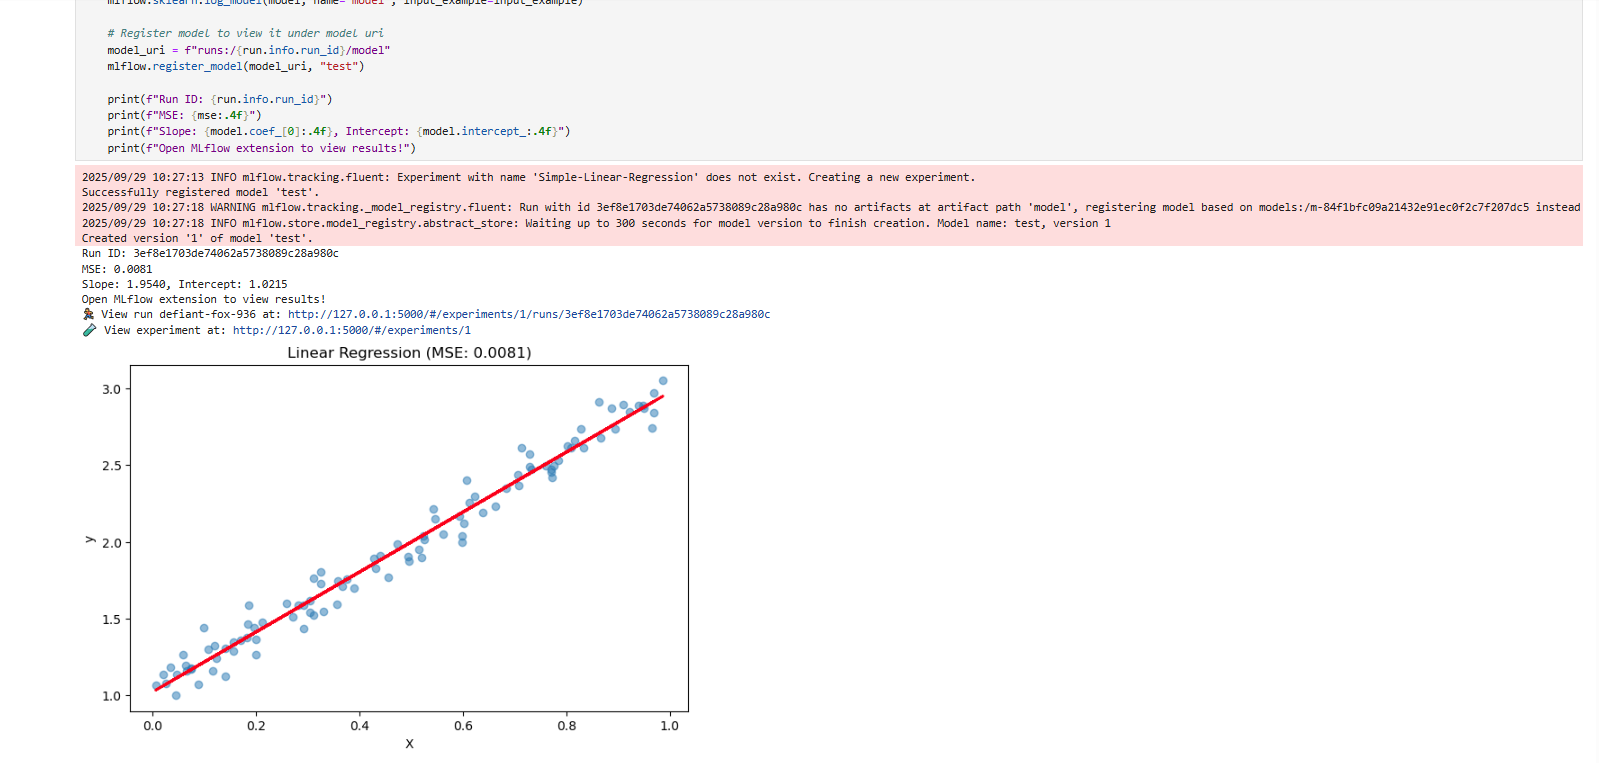 mlflow.sklearn.log_model(model, name="model", input_example=input_example)
# Register model to view it under model uri
model_uri = f"runs:/{run.info.run_id}/model"
mlflow.register_model(model_uri, "test")
print(f"Run ID: {run.info.run_id}")
print(f"MSE: {mse:.4f}")
print(f"Slope: {model.coef_[0]:.4f}, Intercept: {model.intercept_:.4f}")
print(f"Open MLflow extension to view results!")
2025/09/29 10:27:13 INFO mlflow.tracking.fluent: Experiment with name 'Simple-Linear-Regression' does not exist. Creating a new experiment.
Successfully registered model 'test'.
2025/09/29 10:27:18 WARNING mlflow.tracking._model_registry.fluent: Run with id 3ef8e1703de74062a5738089c28a980c has no artifacts at artifact path 'model', registering model based on models:/m-84f1bfc09a21432e91ec0f2c7f207dc5 instead
2025/09/29 10:27:18 INFO mlflow.store.model_registry.abstract_store: Waiting up to 300 seconds for model version to finish creation. Model name: test, version 1
Created version '1' of model 'test'.
Run ID: 3ef8e1703de74062a5738089c28a980c
MSE: 0.0081
Slope: 1.9540, Intercept: 1.0215
Open MLflow extension to view results!
View run defiant-fox-936 at: http://127.0.0.1:5000/#/experiments/1/runs/3ef8e1703de74062a5738089c28a980c
View experiment at: http://127.0.0.1:5000/#/experiments/1
Linear Regression (MSE: 0.0081)
3.0
2.5
y
2.0
1.5
1.0
0.0 0.2 0.4 0.6 0.8 1.0
X